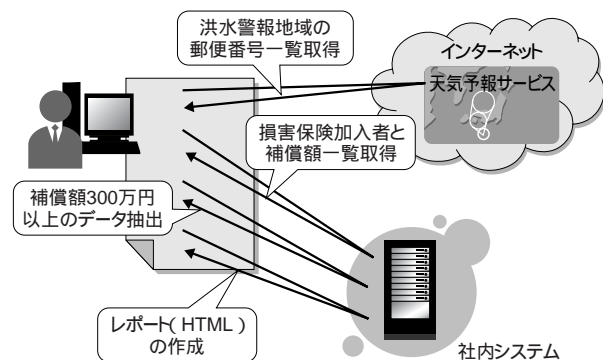 洪水警報地域の
郵便番号一覧取得
インターネット
天気予報サービス
損害保険加入者と
補償額一覧取得
補償額300万円
以上のデータ抽出
レポート( HTML )
の作成
社内システム